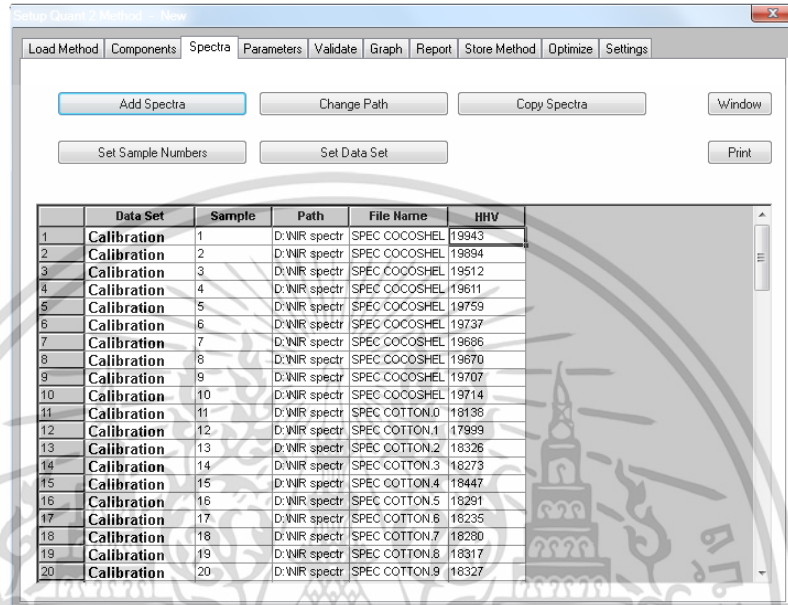 Setup Quant 2 Method - New
Load Method Components Spectra Parameters Validate Graph Report Store Method Optimize Settings
Add Spectra Change Path Copy Spectra Window
Set Sample Numbers Set Data Set Print
Data Set Sample Path File Name HHV
1 Calibration 1 D:\NIR spectr SPEC COCOSHEL 19943
2 Calibration 2 D:\NIR spectr SPEC COCOSHEL 19894
3 Calibration 3 D:\NIR spectr SPEC COCOSHEL 19512
4 Calibration 4 D:\NIR spectr SPEC COCOSHEL 19611
5 Calibration 5 D:\NIR spectr SPEC COCOSHEL 19759
6 Calibration 6 D:\NIR spectr SPEC COCOSHEL 19737
7 Calibration 7 D:\NIR spectr SPEC COCOSHEL 19686
8 Calibration 8 D:\NIR spectr SPEC COCOSHEL 19670
9 Calibration 9 D:\NIR spectr SPEC COCOSHEL 19707
10 Calibration 10 D:\NIR spectr SPEC COCOSHEL 19714
11 Calibration 11 D:\NIR spectr SPEC COTTON.0 18138
12 Calibration 12 D:\NIR spectr SPEC COTTON.1 17999
13 Calibration 13 D:\NIR spectr SPEC COTTON.2 18326
14 Calibration 14 D:\NIR spectr SPEC COTTON.3 18273
15 Calibration 15 D:\NIR spectr SPEC COTTON.4 18447
16 Calibration 16 D:\NIR spectr SPEC COTTON.5 18291
17 Calibration 17 D:\NIR spectr SPEC COTTON.6 18235
18 Calibration 18 D:\NIR spectr SPEC COTTON.7 18280
19 Calibration 19 D:\NIR spectr SPEC COTTON.8 18317
20 Calibration 20 D:\NIR spectr SPEC COTTON.9 18327